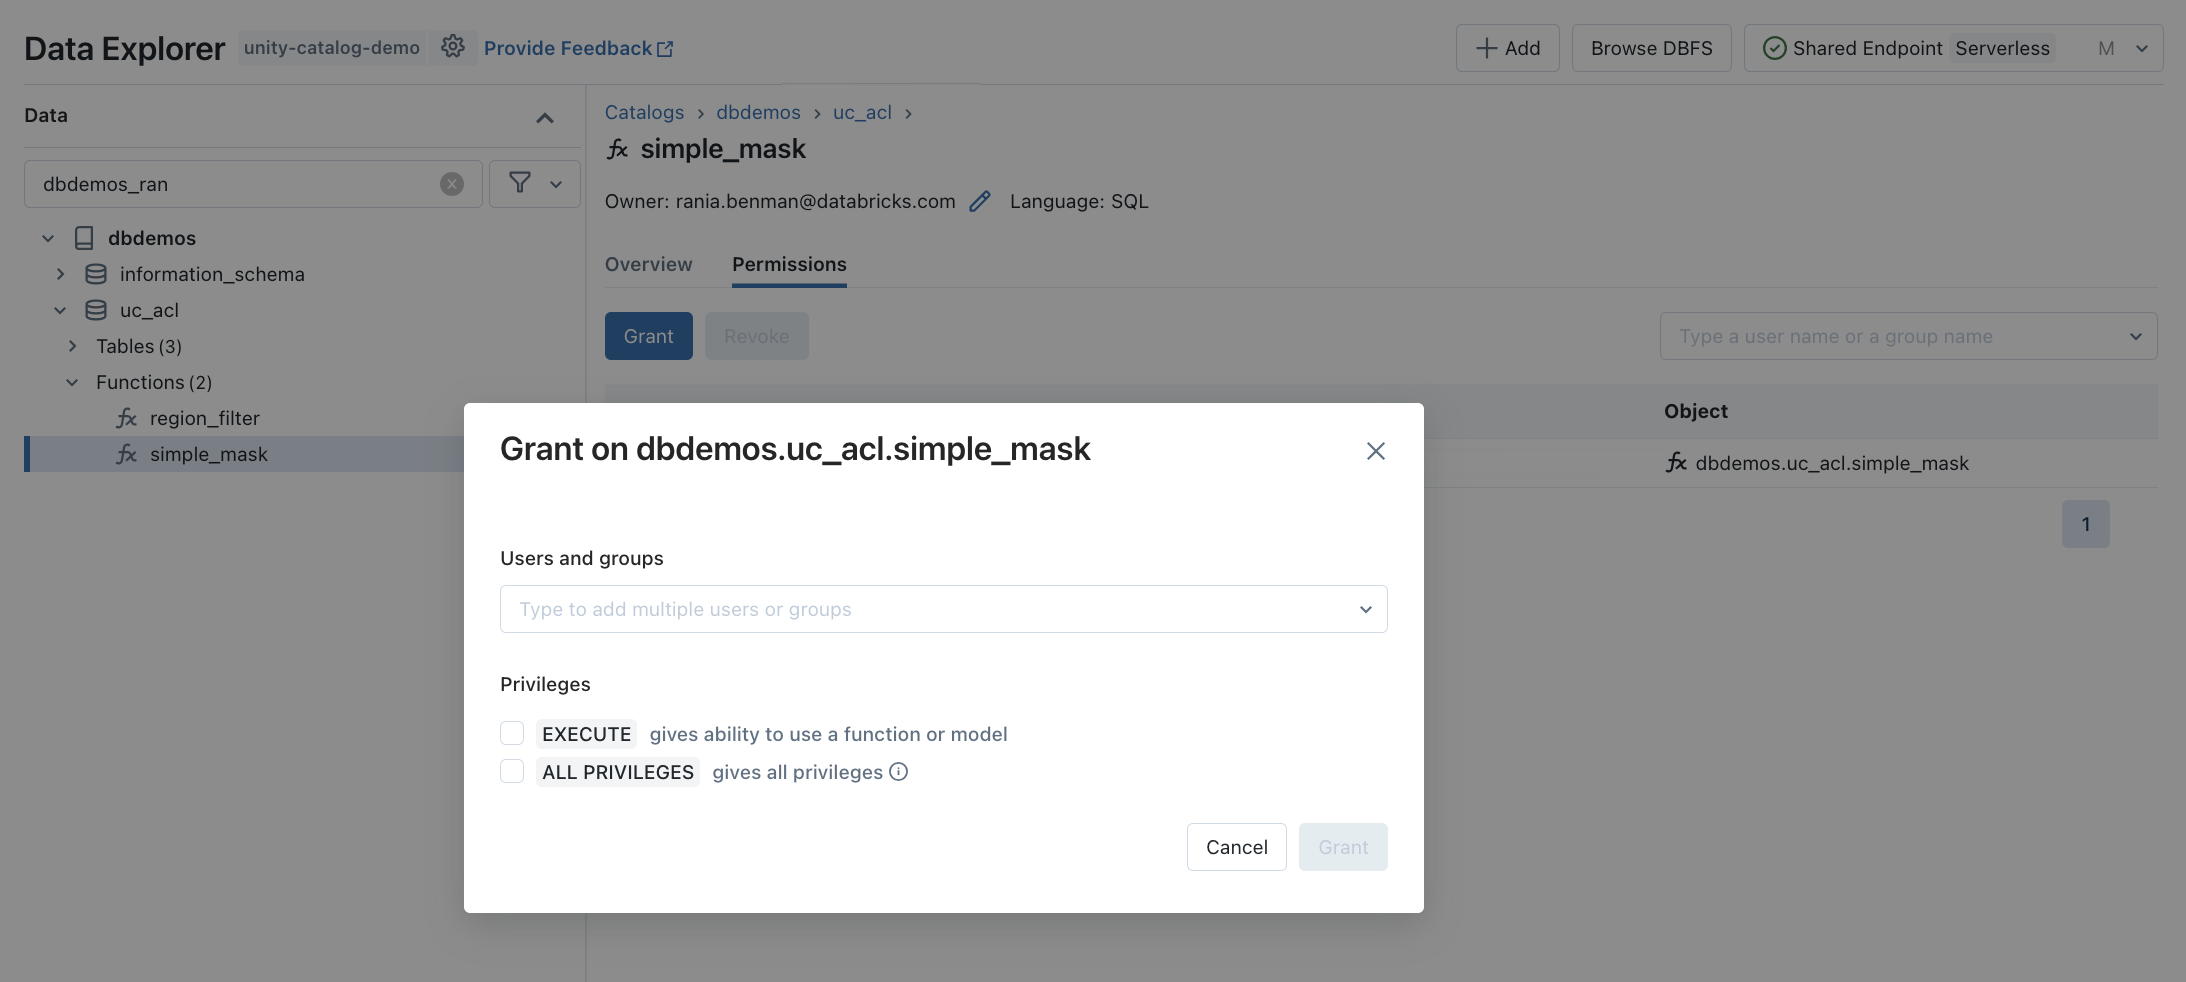 Data Explorer unity-catalog-demo Provide Feedback
+ Add Browse DBFS Shared Endpoint Serverless M
Data
dbdemos_ran
dbdemos
information_schema
uc_acl
Tables (3)
Functions (2)
region_filter
simple_mask
Catalogs > dbdemos > uc_acl >
fx simple_mask
Owner: rania.benman@databricks.com Language: SQL
Overview Permissions
Grant Revoke Type a user name or a group name
Object
fx dbdemos.uc_acl.simple_mask
1
Grant on dbdemos.uc_acl.simple_mask
Users and groups
Type to add multiple users or groups
Privileges
EXECUTE gives ability to use a function or model
ALL PRIVILEGES gives all privileges
Cancel Grant